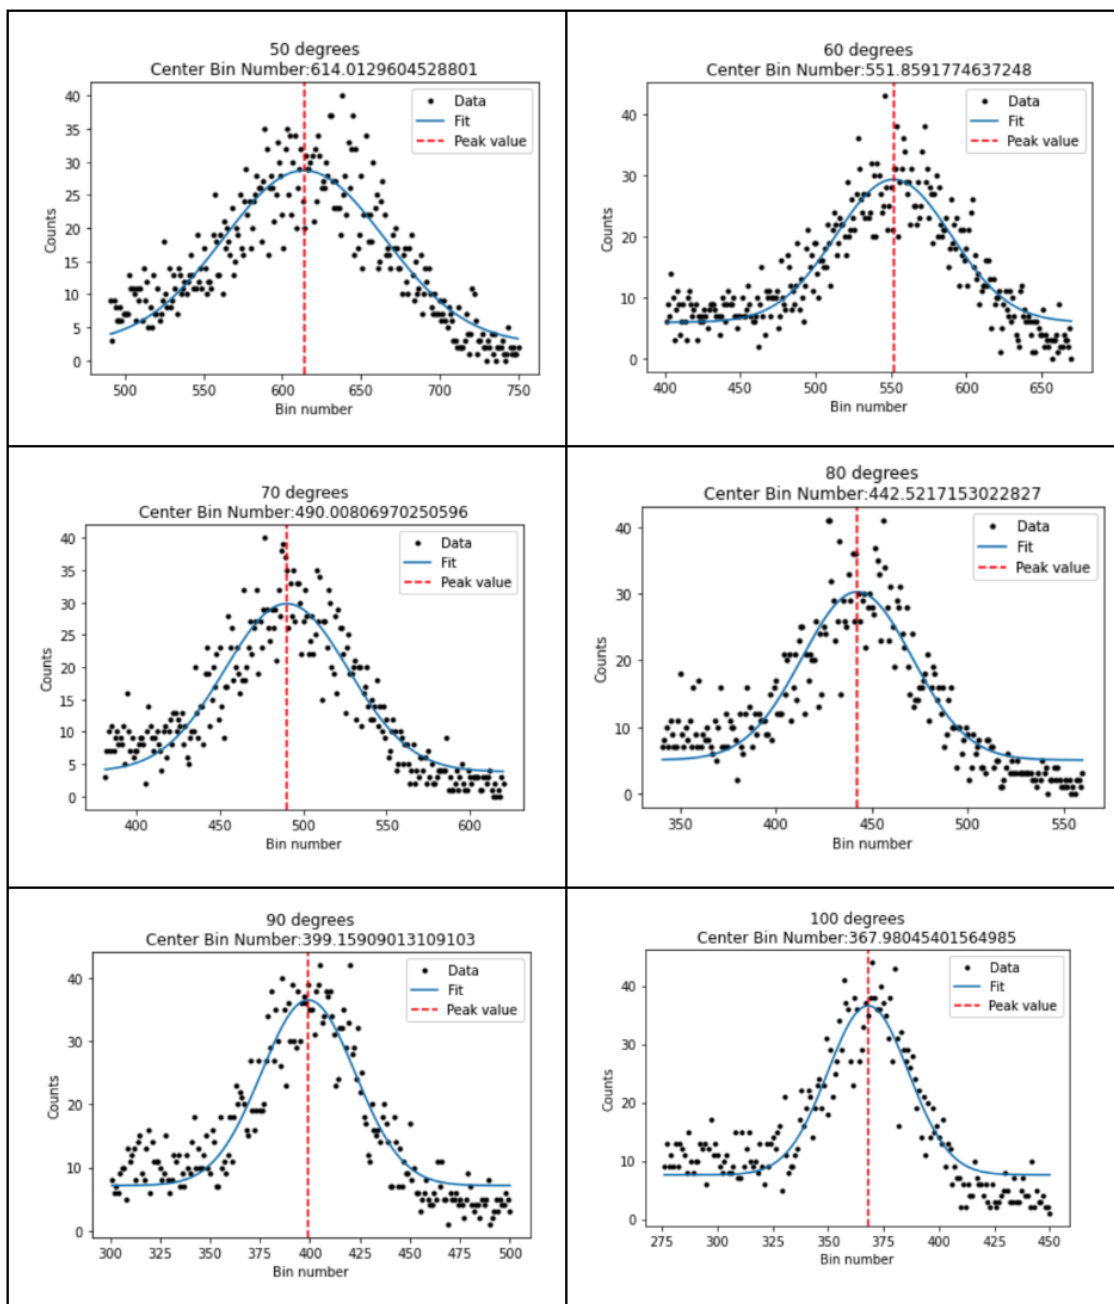 50 degrees
Center Bin Number:614.0129604528801
Data
Fit
Peak value
40
35
30
25
20
15
10
5
0
Counts
500
550
600
650
700
750
Bin number
60 degrees
Center Bin Number:551.8591774637248
Data
Fit
Peak value
40
30
20
10
0
Counts
400
450
500
550
600
650
Bin number
70 degrees
Center Bin Number:490.00806970250596
Data
Fit
Peak value
40
35
30
25
20
15
10
5
0
Counts
400
450
500
550
600
Bin number
80 degrees
Center Bin Number:442.5217153022827
Data
Fit
Peak value
40
30
20
10
0
Counts
350
400
450
500
550
Bin number
90 degrees
Center Bin Number:399.15909013109103
Data
Fit
Peak value
40
30
20
10
0
Counts
300
325
350
375
400
425
450
475
500
Bin number
100 degrees
Center Bin Number:367.98045401564985
Data
Fit
Peak value
40
30
20
10
0
Counts
275
300
325
350
375
400
425
450
Bin number